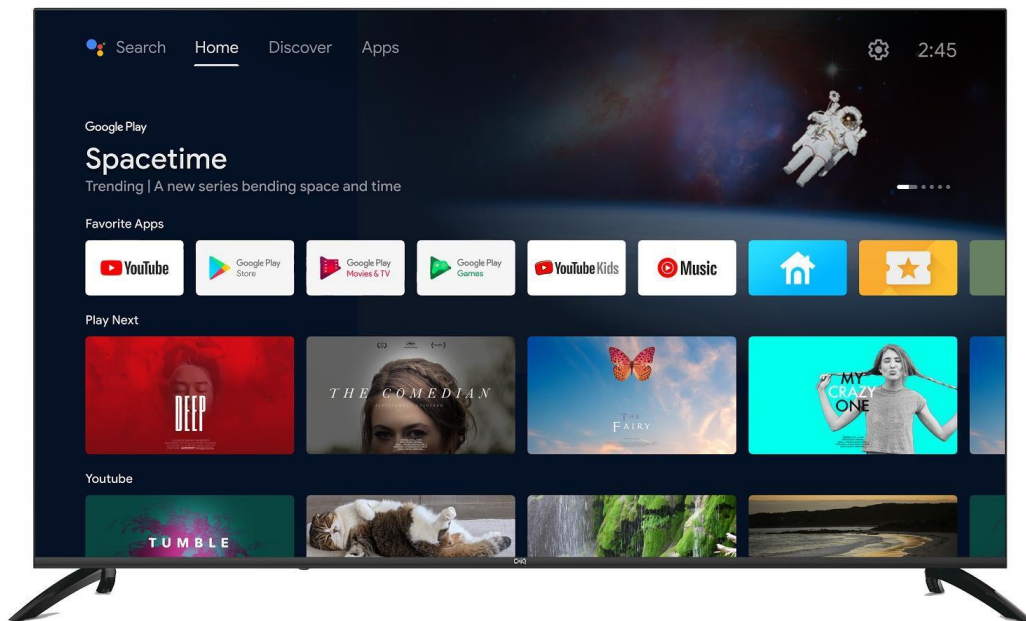 Search Home Discover Apps 2:45
Google Play
Spacetime
Trending | A new series bending space and time
Favorite Apps
YouTube
Google Play
Store
Google Play
Movies & TV
Google Play
Games
YouTube Kids
Music
Play Next
DEEP
THE COMEDIAN
THE
FAIRY
MY
CRAZY
ONE
Youtube
TUMBLE
CHiQ